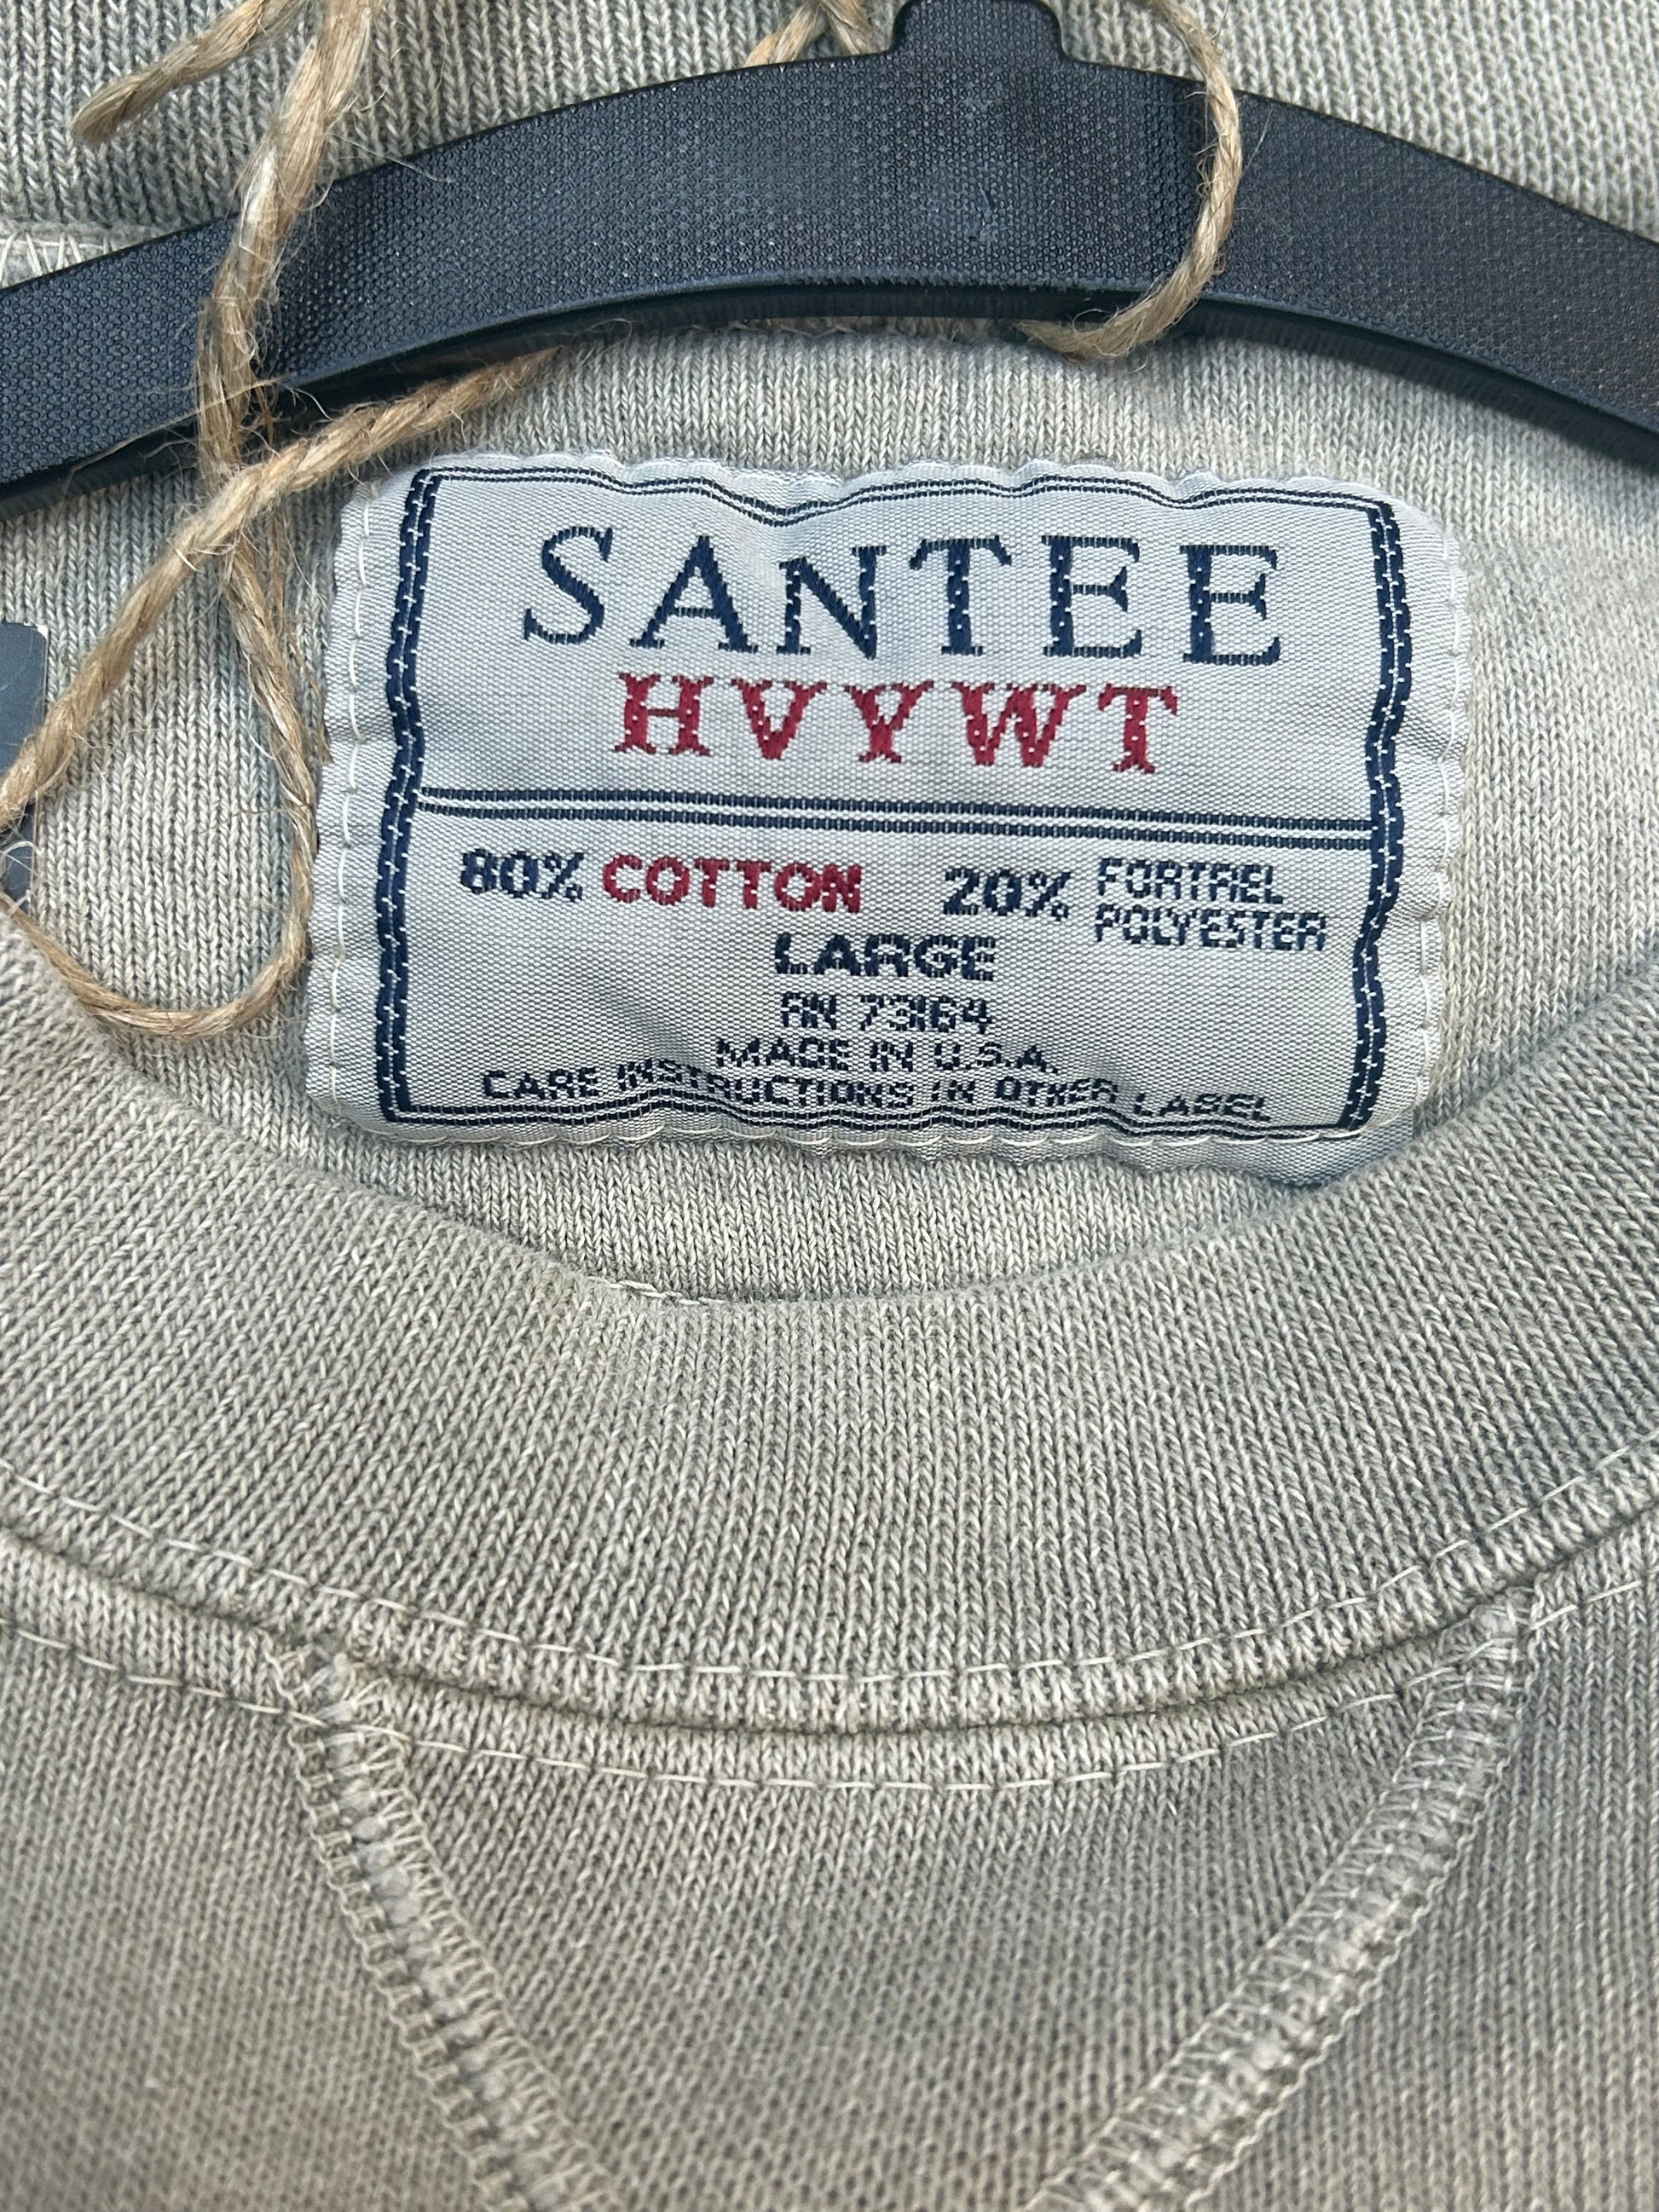 SANTEE
HVYWT
80% COTTON 20% FORTREL
POLYESTER
LARGE
RN 73164
MADE IN U.S.A.
CARE INSTRUCTIONS IN OTHER LABEL